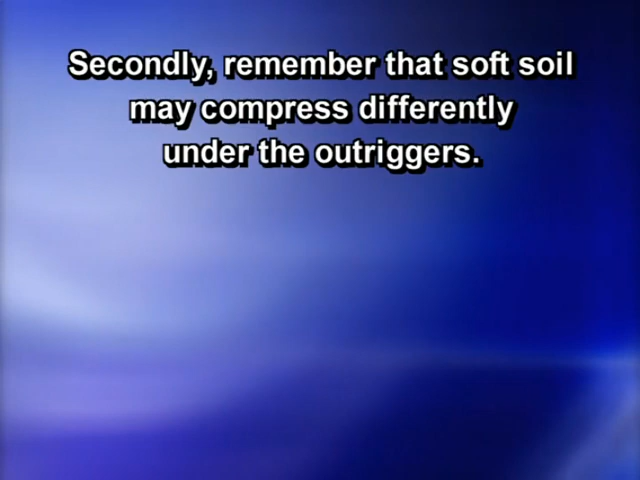 Secondly, remember that soft soil
may compress differently
under the outriggers.